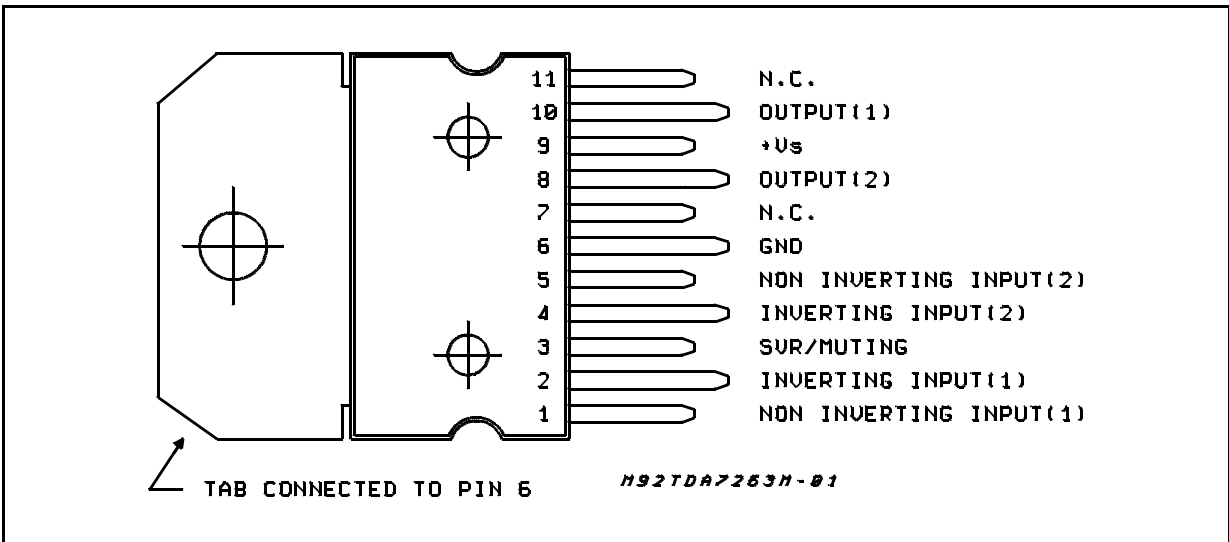 11 N.C.
10 OUTPUT(1)
9 +Vs
8 OUTPUT(2)
7 N.C.
6 GND
5 NON INVERTING INPUT(2)
4 INVERTING INPUT(2)
3 SVR/MUTING
2 INVERTING INPUT(1)
1 NON INVERTING INPUT(1)
TAB CONNECTED TO PIN 6
M92TDA7263M-01